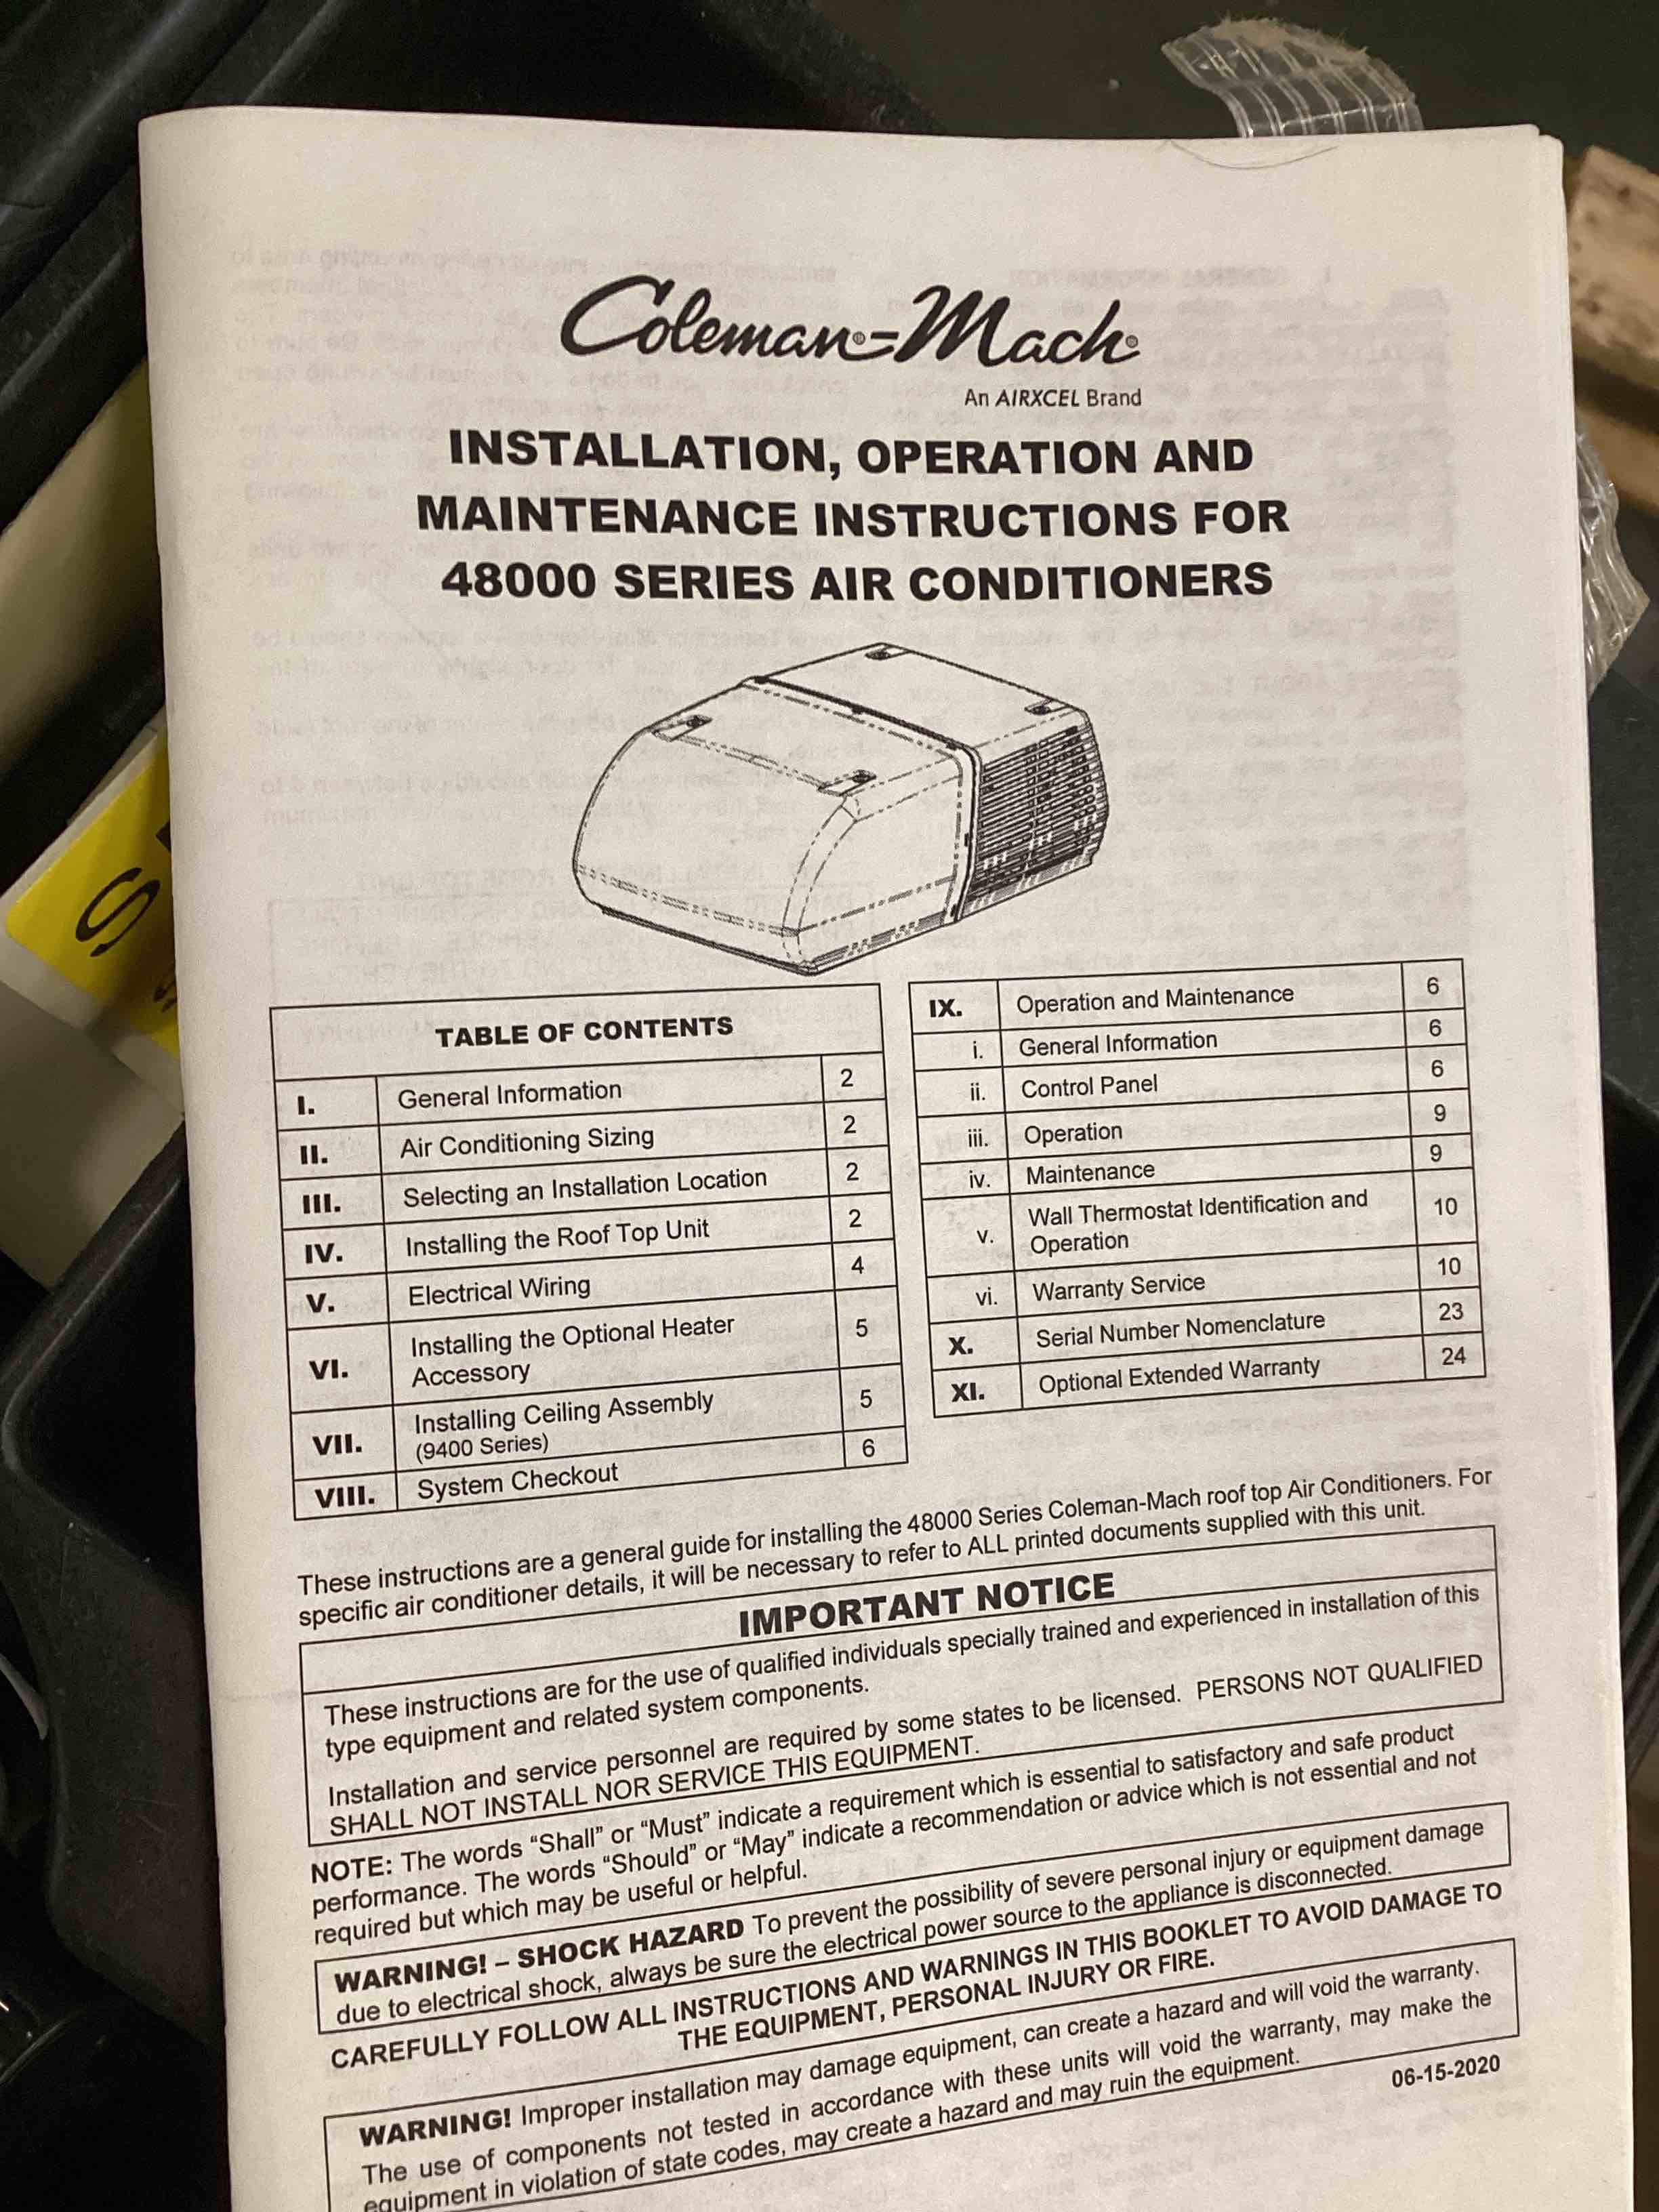 Coleman®-Mach®
An AIRXCEL Brand
INSTALLATION, OPERATION AND
MAINTENANCE INSTRUCTIONS FOR
48000 SERIES AIR CONDITIONERS
TABLE OF CONTENTS
I. General Information 2
II. Air Conditioning Sizing 2
III. Selecting an Installation Location 2
IV. Installing the Roof Top Unit 2
V. Electrical Wiring 4
VI. Installing the Optional Heater
Accessory 5
VII. Installing Ceiling Assembly
(9400 Series) 5
VIII. System Checkout 6
IX. Operation and Maintenance 6
i. General Information 6
ii. Control Panel 6
iii. Operation 9
iv. Maintenance 9
v. Wall Thermostat Identification and
Operation 10
vi. Warranty Service 10
X. Serial Number Nomenclature 23
XI. Optional Extended Warranty 24
These instructions are a general guide for installing the 48000 Series Coleman-Mach roof top Air Conditioners. For
specific air conditioner details, it will be necessary to refer to ALL printed documents supplied with this unit.
IMPORTANT NOTICE
These instructions are for the use of qualified individuals specially trained and experienced in installation of this
type equipment and related system components.
Installation and service personnel are required by some states to be licensed. PERSONS NOT QUALIFIED
SHALL NOT INSTALL NOR SERVICE THIS EQUIPMENT.
NOTE: The words “Shall” or “Must” indicate a requirement which is essential to satisfactory and safe product
performance. The words “Should” or “May” indicate a recommendation or advice which is not essential and not
required but which may be useful or helpful.
WARNING! – SHOCK HAZARD To prevent the possibility of severe personal injury or equipment damage
due to electrical shock, always be sure the electrical power source to the appliance is disconnected.
CAREFULLY FOLLOW ALL INSTRUCTIONS AND WARNINGS IN THIS BOOKLET TO AVOID DAMAGE TO
THE EQUIPMENT, PERSONAL INJURY OR FIRE.
WARNING! Improper installation may damage equipment, can create a hazard and will void the warranty.
The use of components not tested in accordance with these units will void the warranty, may make the
equipment in violation of state codes, may create a hazard and may ruin the equipment.
06-15-2020
S